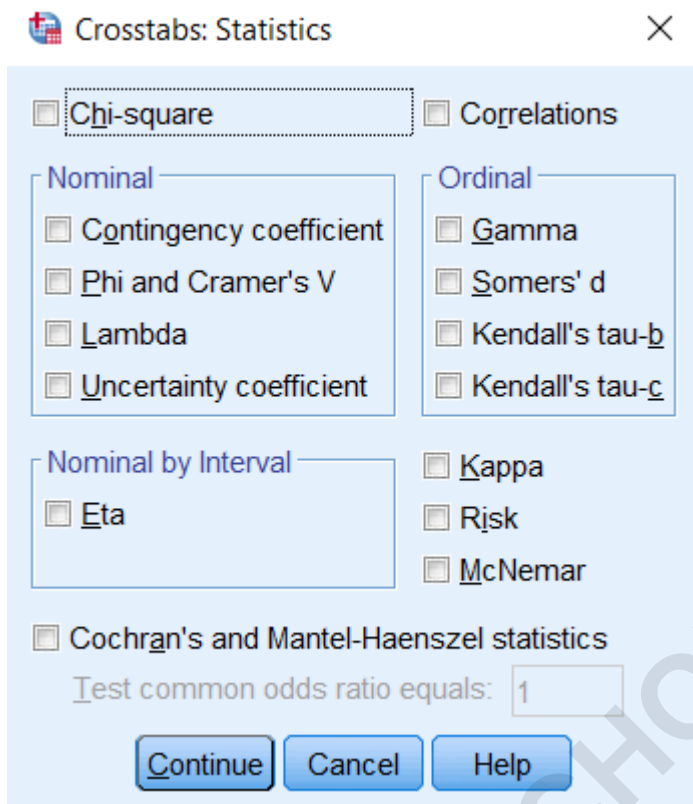 Crosstabs: Statistics
Chi-square
Correlations
Nominal
Contingency coefficient
Phi and Cramer's V
Lambda
Uncertainty coefficient
Ordinal
Gamma
Somers' d
Kendall's tau-b
Kendall's tau-c
Nominal by Interval
Eta
Kappa
Risk
McNemar
Cochran's and Mantel-Haenszel statistics
Test common odds ratio equals: 1
Continue
Cancel
Help
CHO